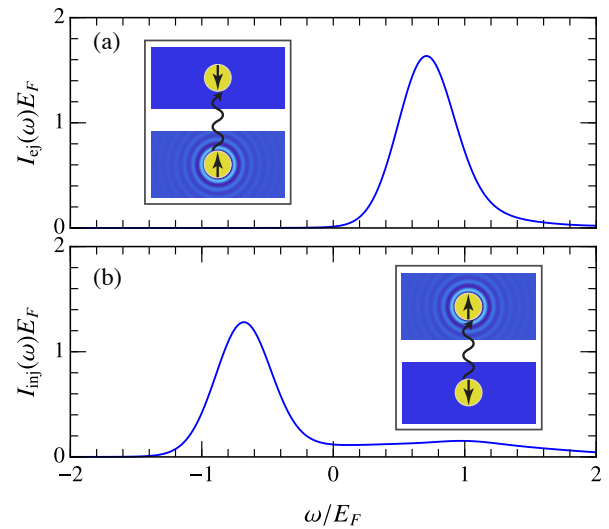 (a)
I_ej(ω)E_F
2
1
0
(b)
I_inj(ω)E_F
2
1
0
−2 −1 0 1 2
ω/E_F